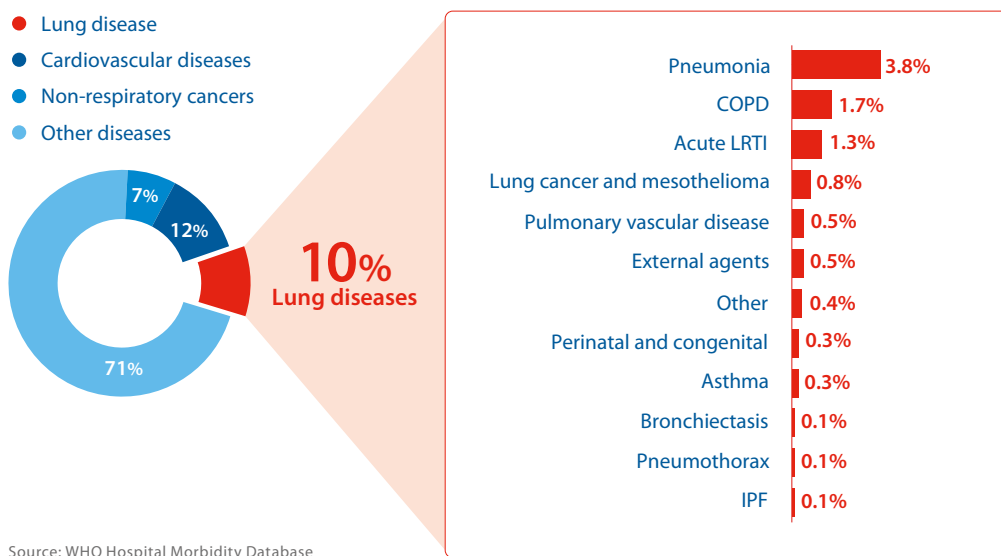 Lung disease
Cardiovascular diseases
Non-respiratory cancers
Other diseases
7%
12%
71%
10%
Lung diseases
Pneumonia 3.8%
COPD 1.7%
Acute LRTI 1.3%
Lung cancer and mesothelioma 0.8%
Pulmonary vascular disease 0.5%
External agents 0.5%
Other 0.4%
Perinatal and congenital 0.3%
Asthma 0.3%
Bronchiectasis 0.1%
Pneumothorax 0.1%
IPF 0.1%
Source: WHO Hospital Morbidity Database